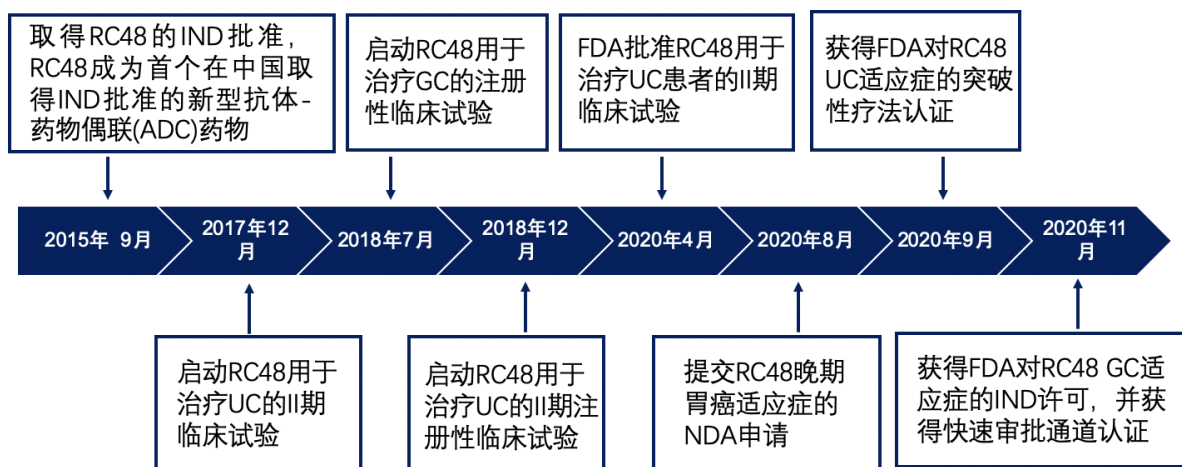 取得RC48的IND批准,
RC48成为首个在中国取
得IND批准的新型抗体-
药物偶联(ADC)药物
启动RC48用于
治疗GC的注册
性临床试验
FDA批准RC48用于
治疗UC患者的II期
临床试验
获得FDA对RC48
UC适应症的突破
性疗法认证
2015年 9月
2017年12
月
2018年7月
2018年12
月
2020年4月
2020年8月
2020年9月
2020年11
月
启动RC48用于
治疗UC的II期
临床试验
启动RC48用于
治疗UC的II期注
册性临床试验
提交RC48晚期
胃癌适应症的
NDA申请
获得FDA对RC48 GC适
应症的IND许可，并获
得快速审批通道认证